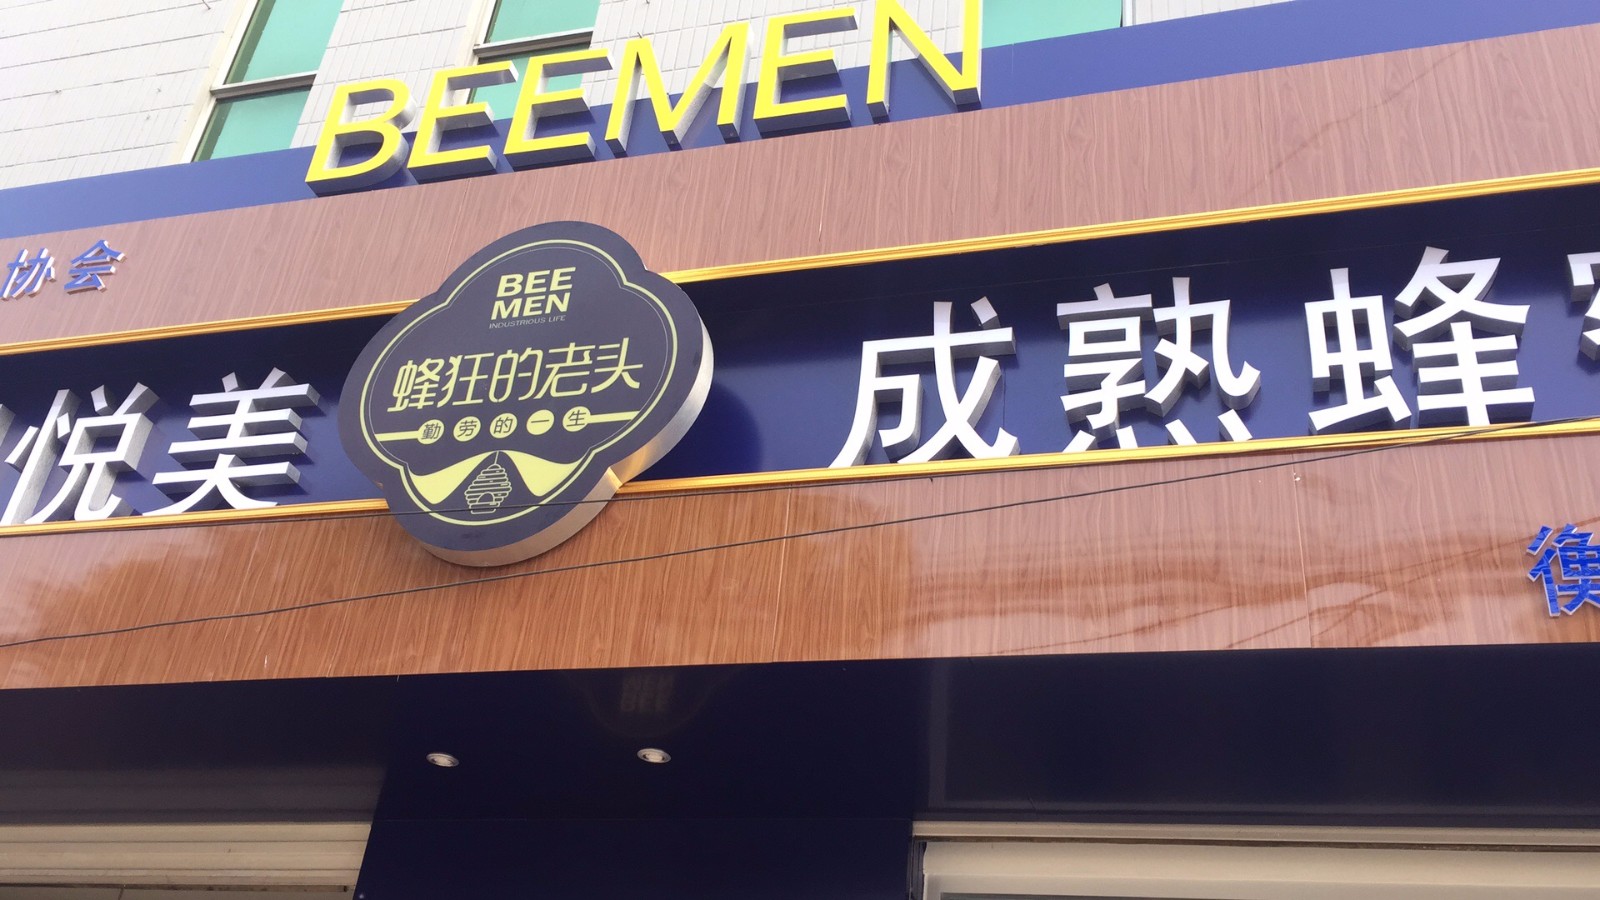 BEEMEN
协会
悦美
BEE
MEN
INDUSTRIOUS LIFE
蜂狂的老头
勤劳的一生
成熟蜂
衡